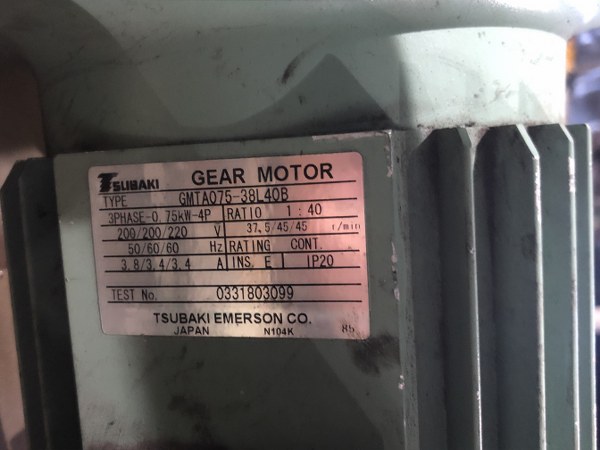 TSUBAKI GEAR MOTOR
TYPE GMTA075-38L40B
3PHASE-0.75kW-4P RATIO 1:40
200/200/220 V 37.5/45/45 r/min
50/60/60 Hz RATING CONT.
3.8/3.4/3.4 A INS. E IP20
TEST No. 0331803099
TSUBAKI EMERSON CO.
JAPAN N104K